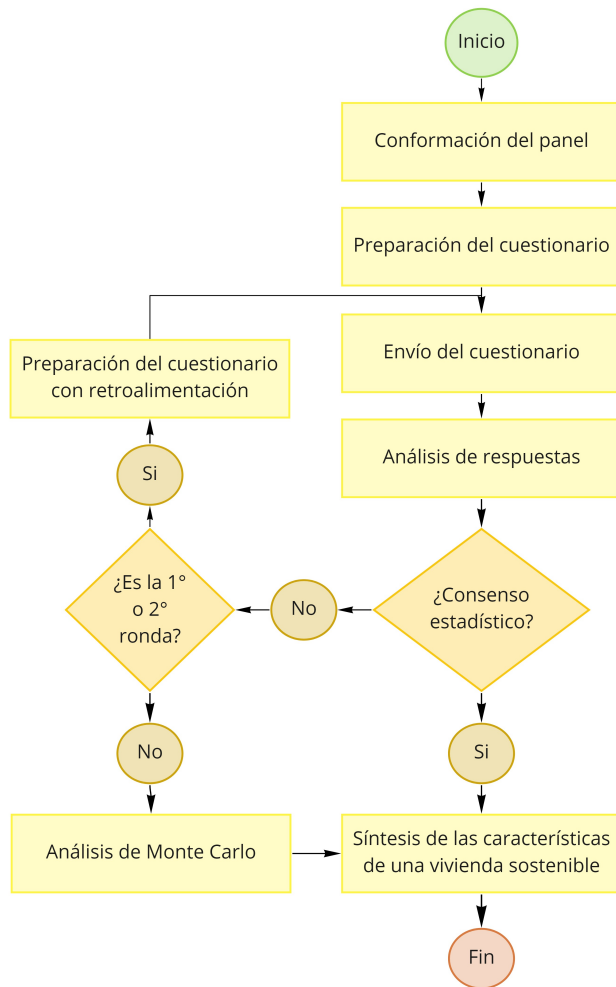 Inicio
Conformación del panel
Preparación del cuestionario
Envío del cuestionario
Preparación del cuestionario
con retroalimentación
Análisis de respuestas
Si
¿Consenso
estadístico?
No
¿Es la 1°
o 2°
ronda?
No
Si
Análisis de Monte Carlo
Síntesis de las características
de una vivienda sostenible
Fin